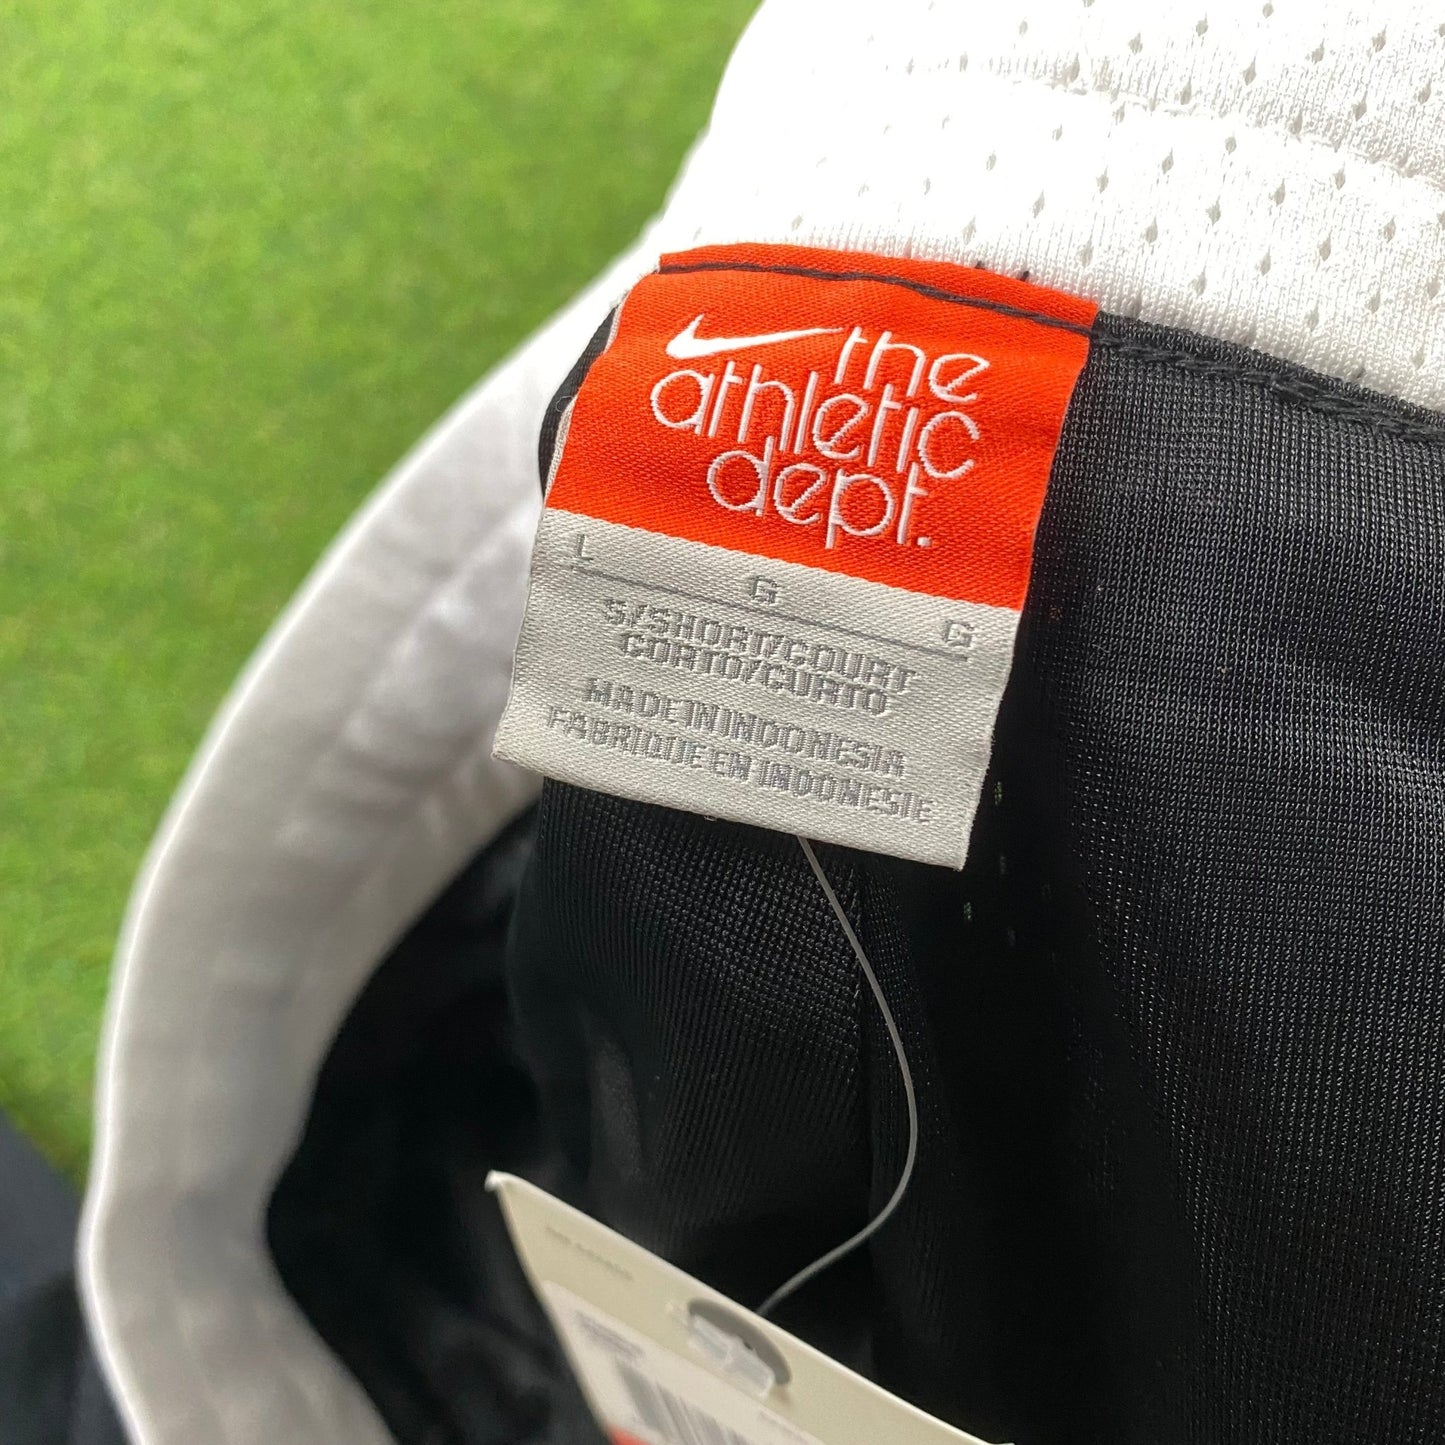 the
athletic
dept.
L G G
S/SHORT/COURT
CORTO/CURTO
MADE IN INDONESIA
FABRIQUE EN INDONESIE